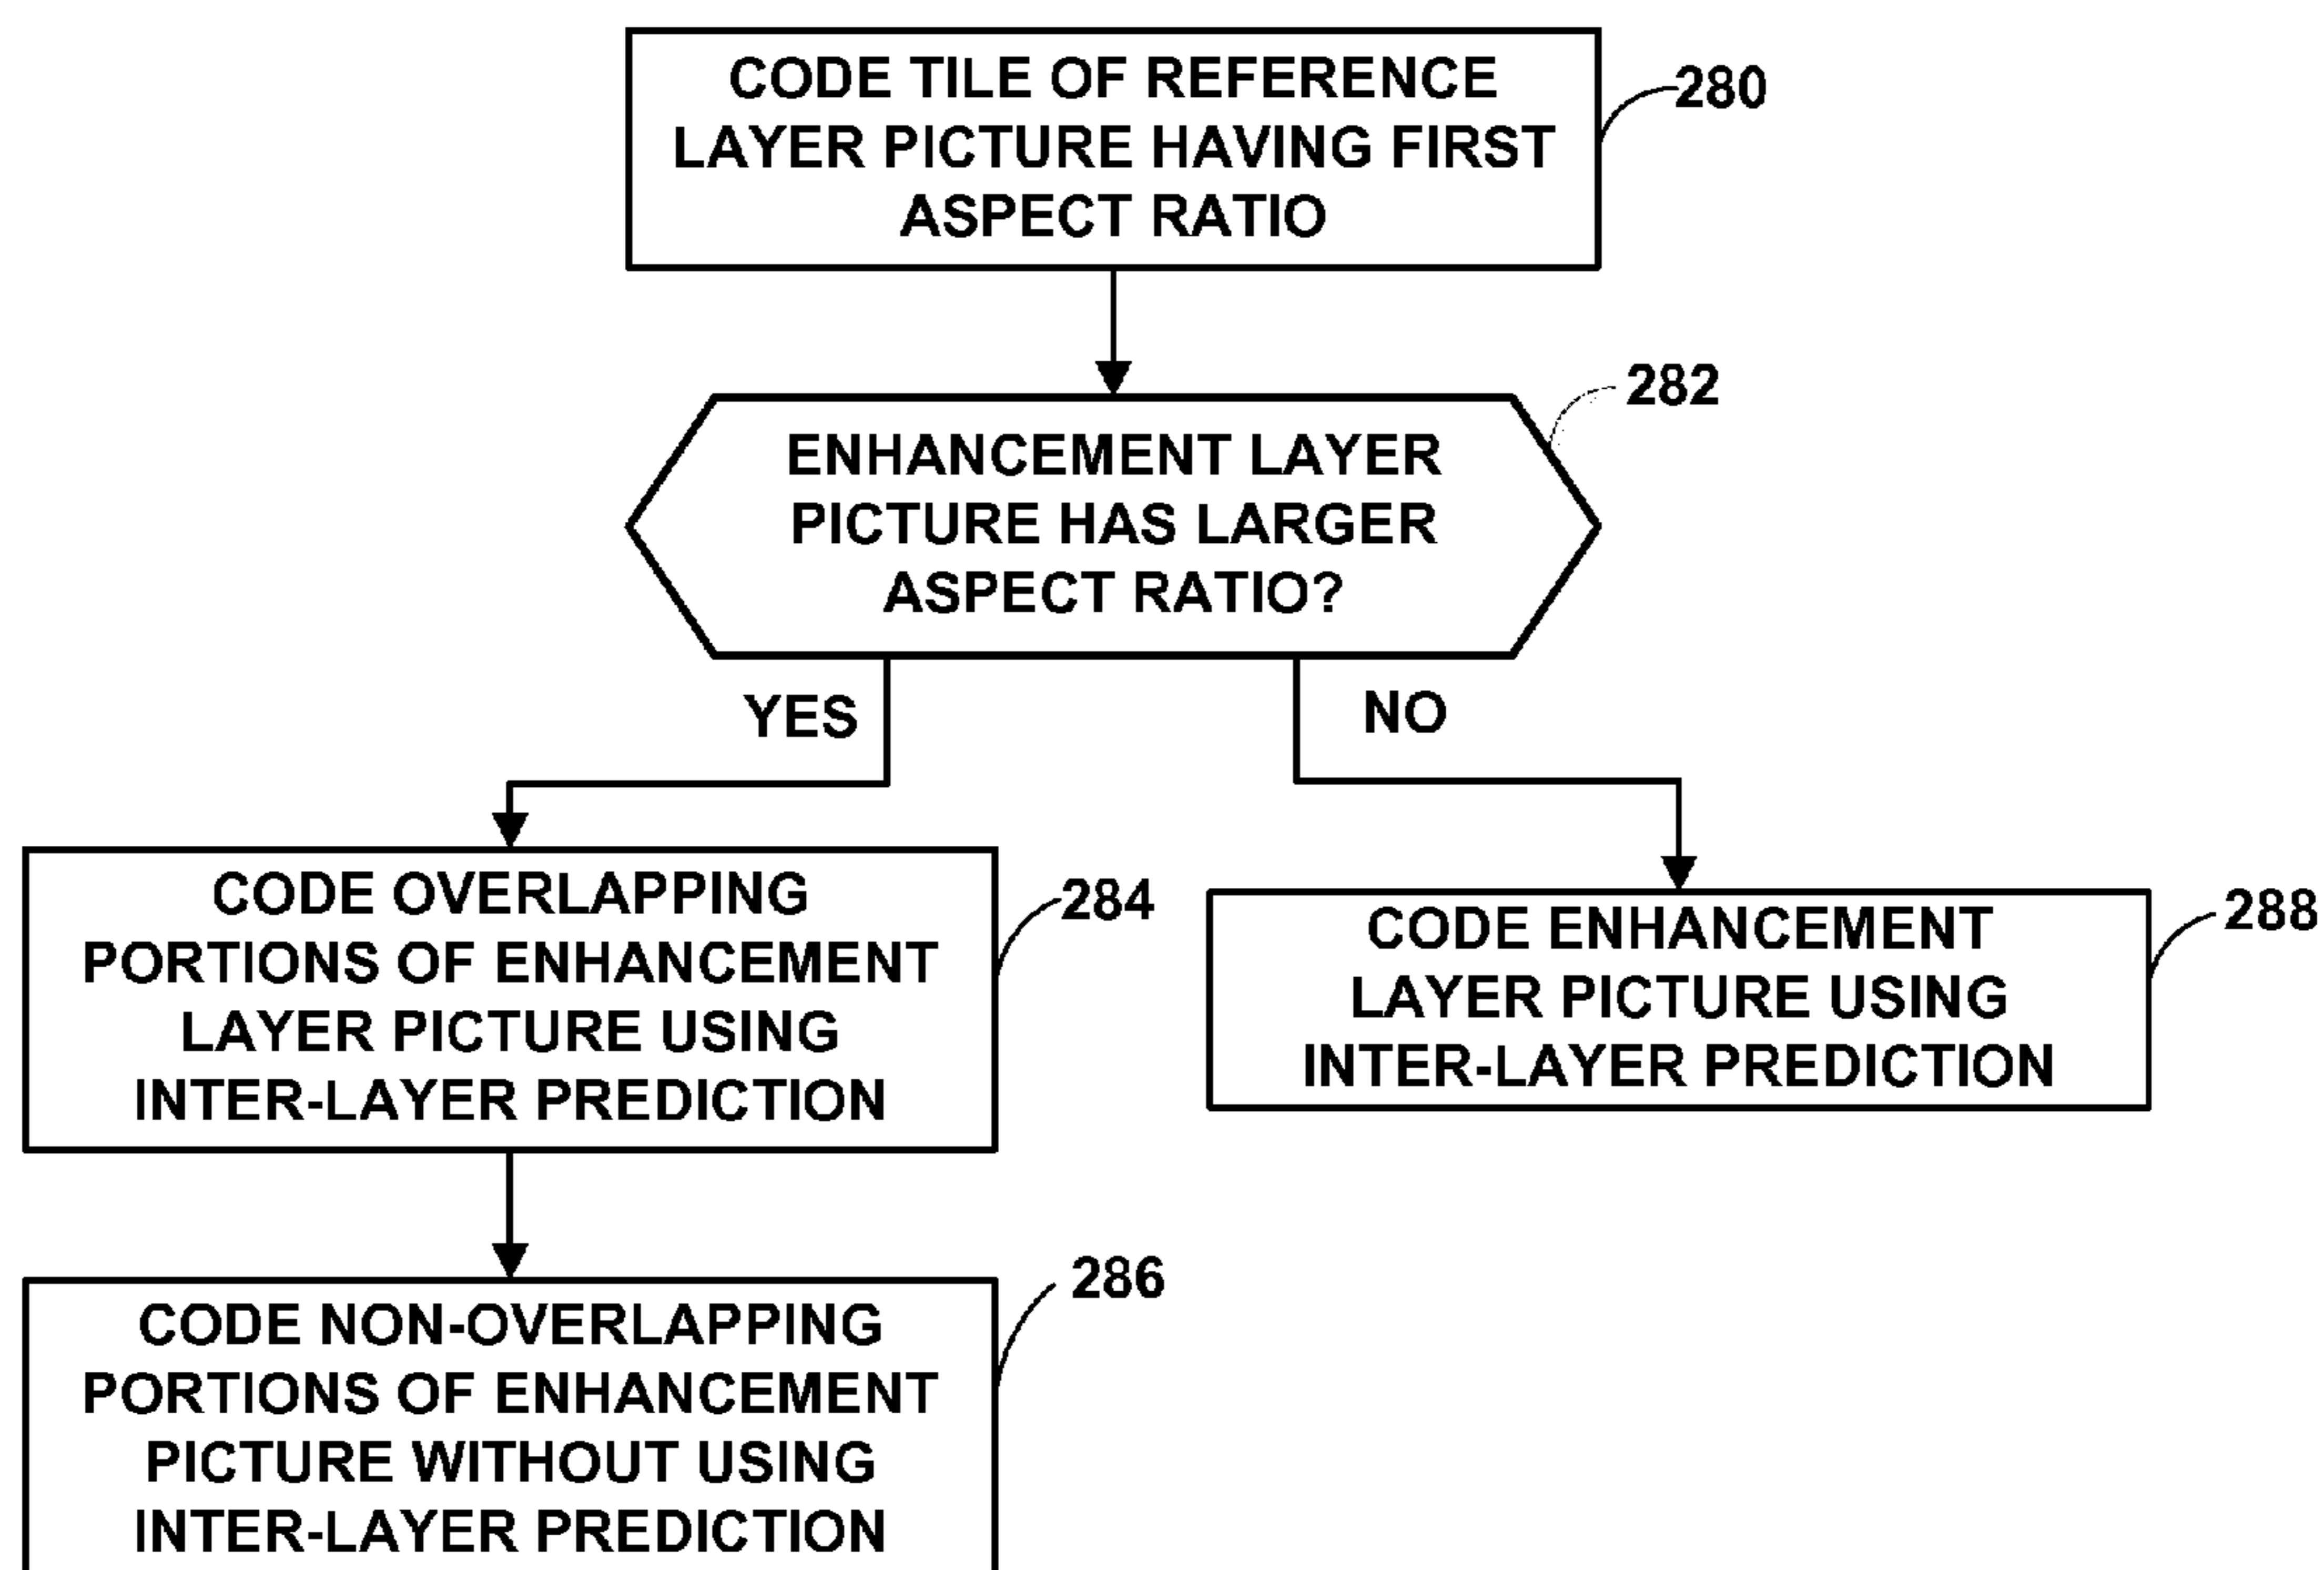 CODE TILE OF REFERENCE
LAYER PICTURE HAVING FIRST
ASPECT RATIO
280
282
ENHANCEMENT LAYER
PICTURE HAS LARGER
ASPECT RATIO?
YES
NO
CODE OVERLAPPING
PORTIONS OF ENHANCEMENT
LAYER PICTURE USING
INTER-LAYER PREDICTION
284
CODE ENHANCEMENT
LAYER PICTURE USING
INTER-LAYER PREDICTION
288
CODE NON-OVERLAPPING
PORTIONS OF ENHANCEMENT
PICTURE WITHOUT USING
INTER-LAYER PREDICTION
286